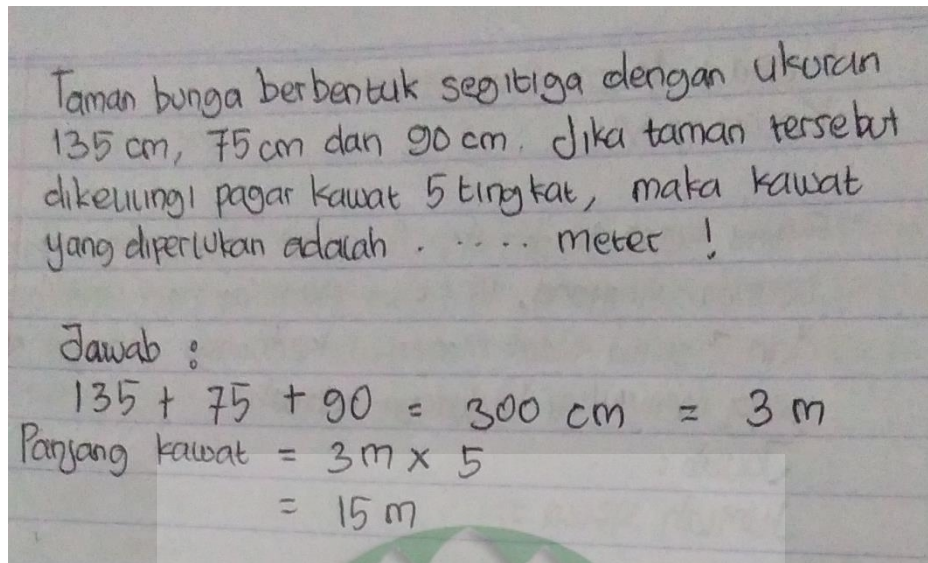 Taman bunga berbentuk segitiga dengan ukuran
135 cm, 75 cm dan 90 cm. Jika taman tersebut
dikelilingi pagar kawat 5 tingkat, maka kawat
yang diperlukan adalah . ..... meter !
Jawab :
135 + 75 + 90 = 300 cm = 3 m
Panjang kawat = 3 m × 5
= 15 m